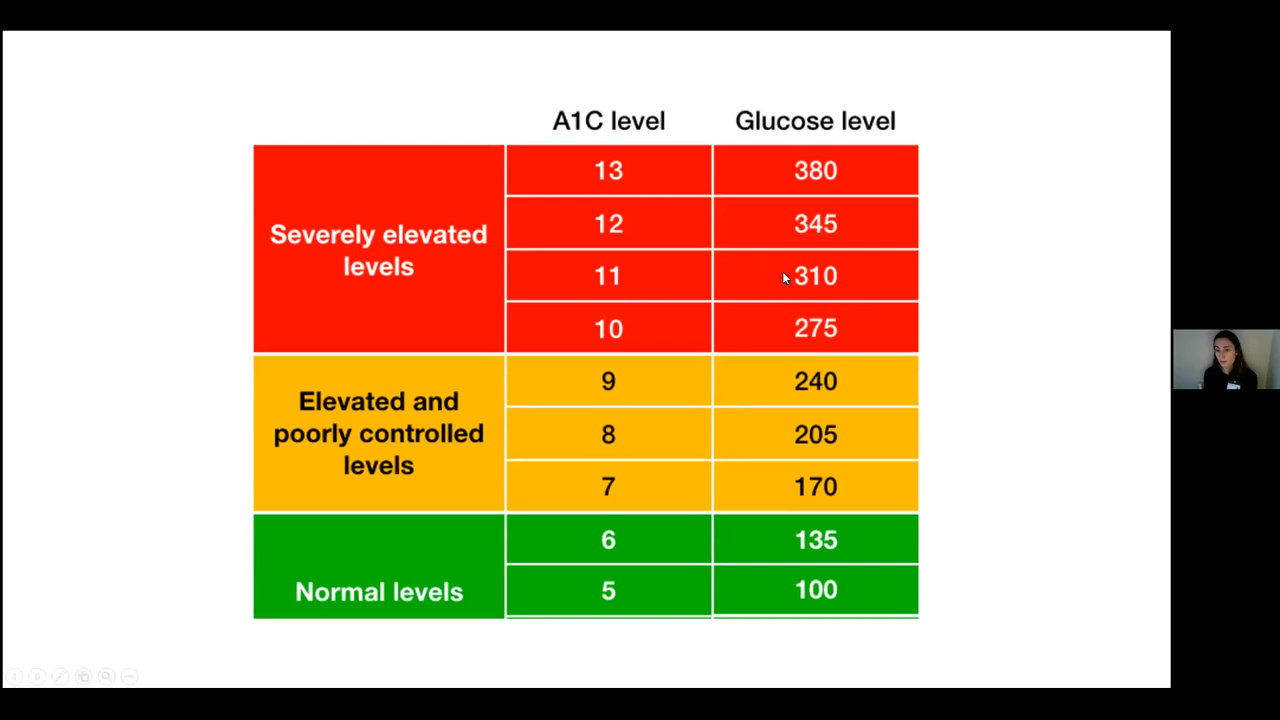 A1C level Glucose level
13 380
12 345
Severely elevated
levels
11 310
10 275
9 240
Elevated and
poorly controlled
levels
8 205
7 170
6 135
Normal levels
5 100